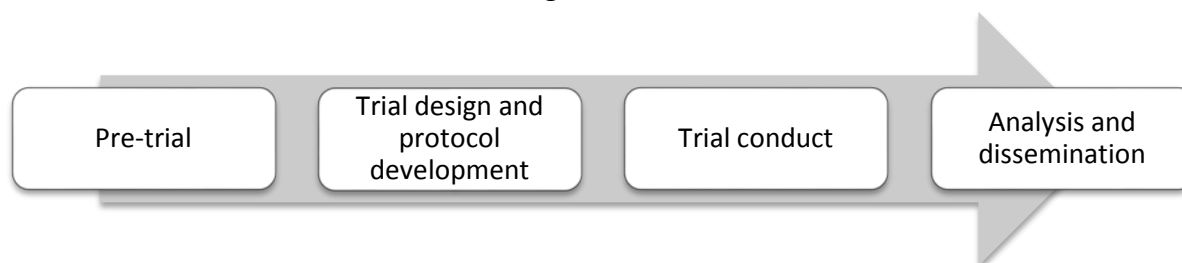 Pre-trial
Trial design and
protocol
development
Trial conduct
Analysis and
dissemination